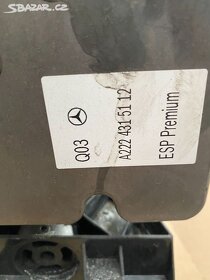 SBAZAR.CZ
Q03
A222 431 51 12
ESP Premium